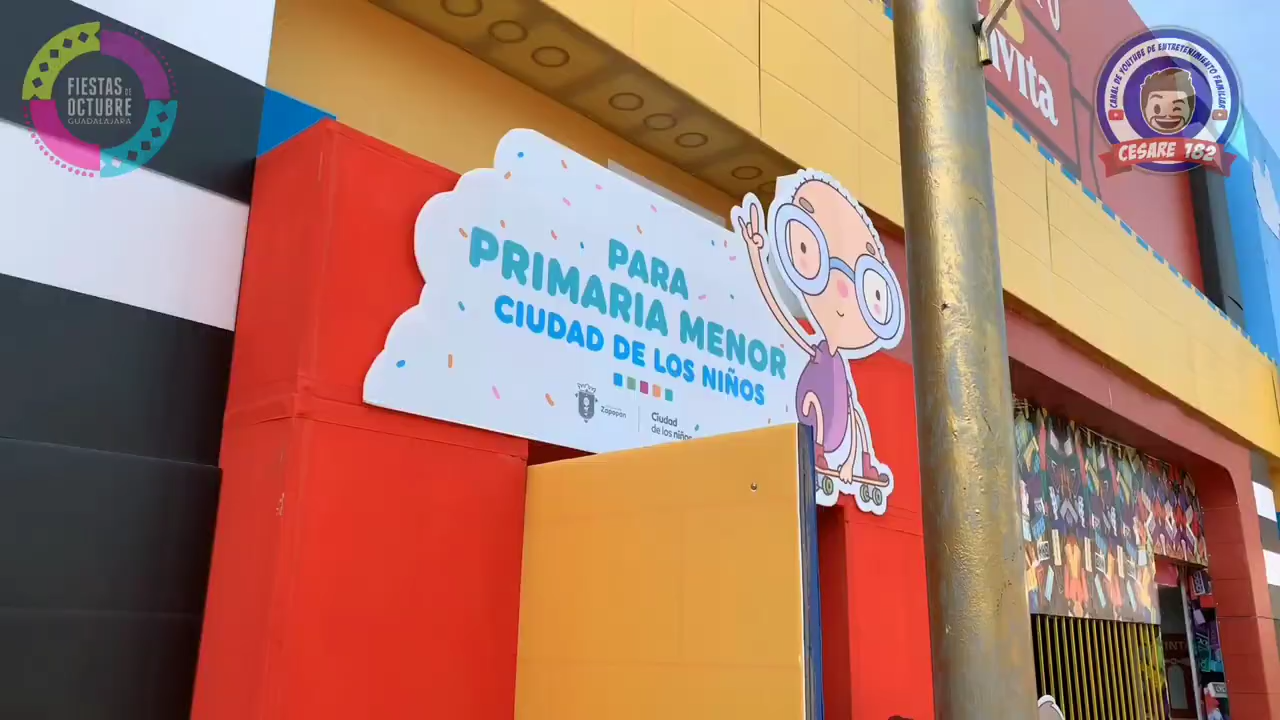 FIESTAS DE
OCTUBRE
GUADALAJARA
CANAL DE YOUTUBE DE ENTRETENIMIENTO FAMILIAR
CESARE 182
PARA
PRIMARIA MENOR
CIUDAD DE LOS NIÑOS
Zapopan
Ciudad
de los niños